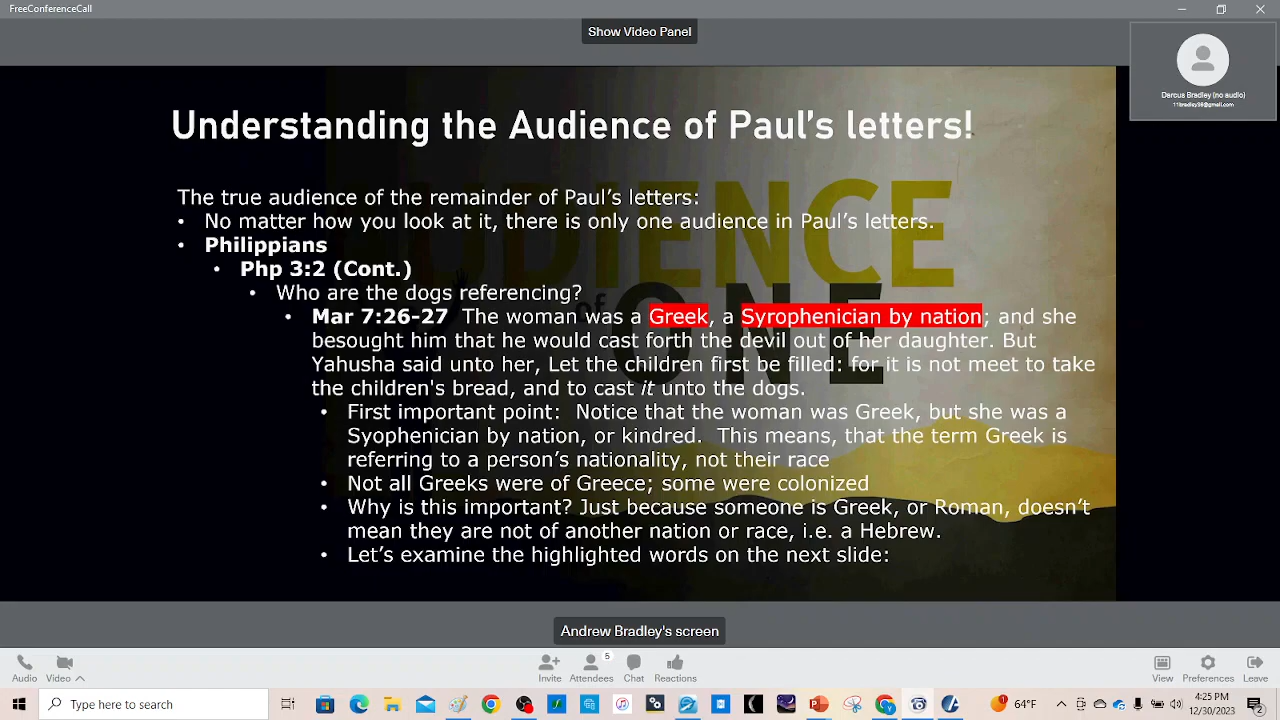 FreeConferenceCall
Show Video Panel
Darcus Bradley (no audio)
Understanding the Audience of Paul's letters!
AUDIENCE
of ONE
The true audience of the remainder of Paul's letters:
• No matter how you look at it, there is only one audience in Paul's letters.
• Philippians
• Php 3:2 (Cont.)
• Who are the dogs referencing?
• Mar 7:26-27 The woman was a Greek, a Syrophenician by nation; and she
besought him that he would cast forth the devil out of her daughter. But
Yahusha said unto her, Let the children first be filled: for it is not meet to take
the children's bread, and to cast it unto the dogs.
• First important point: Notice that the woman was Greek, but she was a
Syophenician by nation, or kindred. This means, that the term Greek is
referring to a person's nationality, not their race
• Not all Greeks were of Greece; some were colonized
• Why is this important? Just because someone is Greek, or Roman, doesn't
mean they are not of another nation or race, i.e. a Hebrew.
• Let's examine the highlighted words on the next slide:
Andrew Bradley's screen
Audio
Video
Invite
5
Attendees
Chat
Reactions
View
Preferences
Leave
Type here to search
64°F
4:25 PM
12/30/2023
2